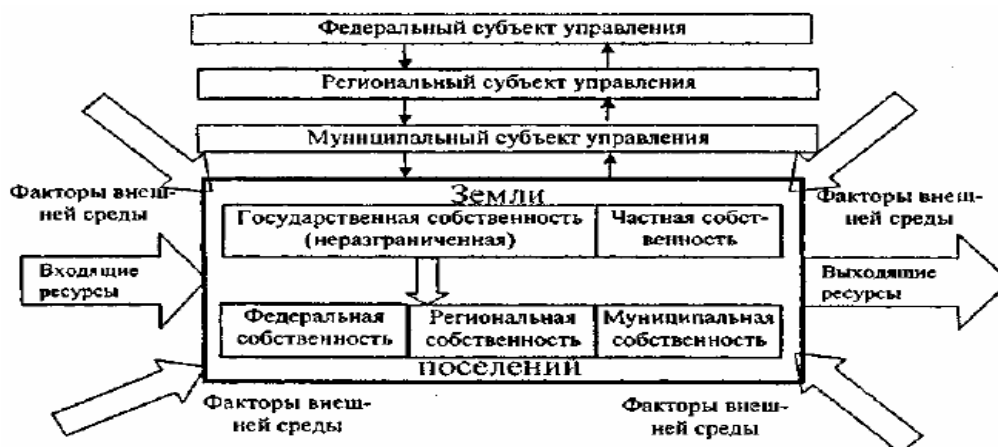 Федеральный субъект управления
Региональный субъект управления
Муниципальный субъект управления
Факторы внеш-
ней среды
Земли
Факторы внеш-
ней среды
Государственная собственность
(неразграниченная)
Частная собст-
венность
Входящие
ресурсы
Выходящие
ресурсы
Федеральная
собственность
Региональная
собственность
Муниципальная
собственность
поселений
Факторы внеш-
ней среды
Факторы внеш-
ней среды